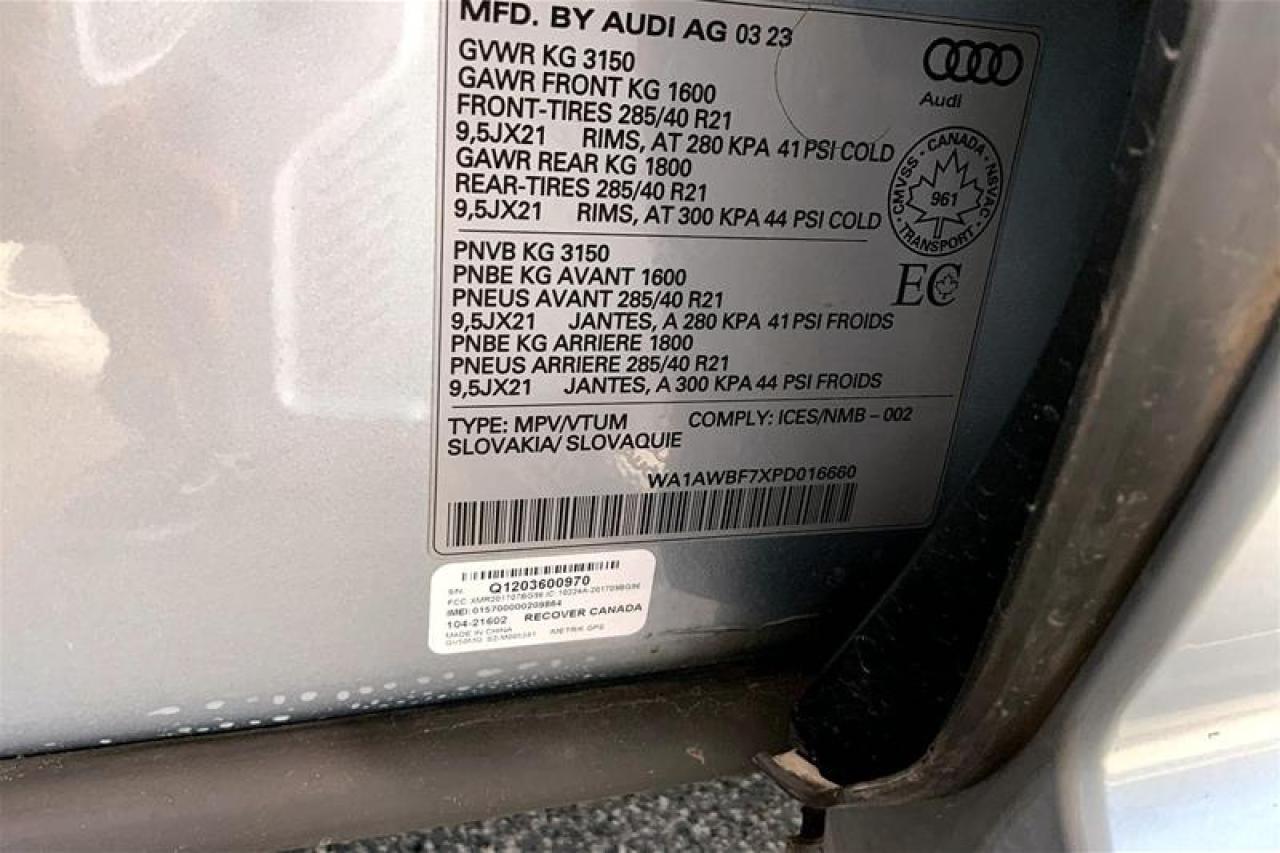 MFD. BY AUDI AG 03 23
GVWR KG 3150
GAWR FRONT KG 1600
FRONT-TIRES 285/40 R21
9,5JX21 RIMS, AT 280 KPA 41 PSI COLD
GAWR REAR KG 1800
REAR-TIRES 285/40 R21
9,5JX21 RIMS, AT 300 KPA 44 PSI COLD
Audi
CMVSS · CANADA · NSVAC · TRANSPORT ·
961
PNVB KG 3150
PNBE KG AVANT 1600
PNEUS AVANT 285/40 R21
9,5JX21 JANTES, A 280 KPA 41 PSI FROIDS
PNBE KG ARRIERE 1800
PNEUS ARRIERE 285/40 R21
9,5JX21 JANTES, A 300 KPA 44 PSI FROIDS
EC
TYPE: MPV/VTUM COMPLY: ICES/NMB – 002
SLOVAKIA/ SLOVAQUIE
WA1AWBF7XPD016660
S/N: Q1203600970
IMEI: 015700000209864
104-21602 RECOVER CANADA
MADE IN CHINA METRIK GPS